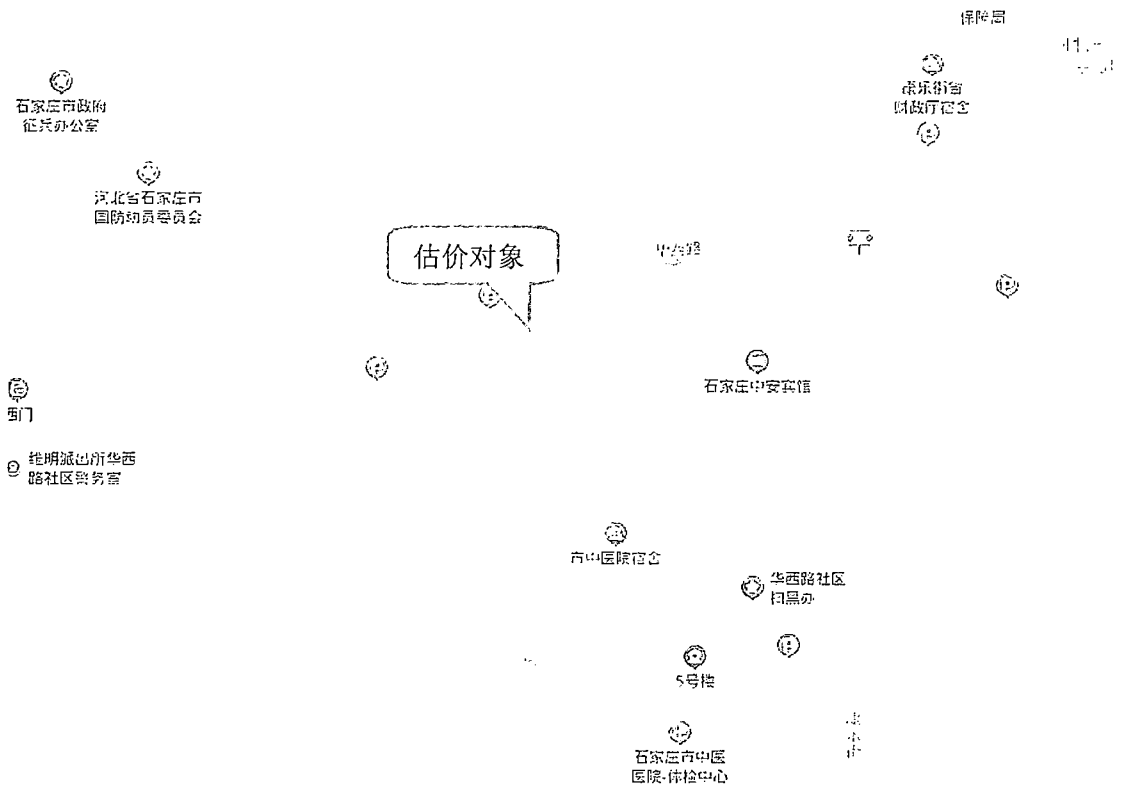 保险局
石家庄市政府
征兵办公室
康乐街省
财政厅宿舍
河北省石家庄市
国防动员委员会
估价对象
石家庄中安宾馆
西门
维明派出所华西
路社区警务室
市中医院宿舍
华西路社区
扫黑办
5号楼
石家庄市中医
医院-体检中心